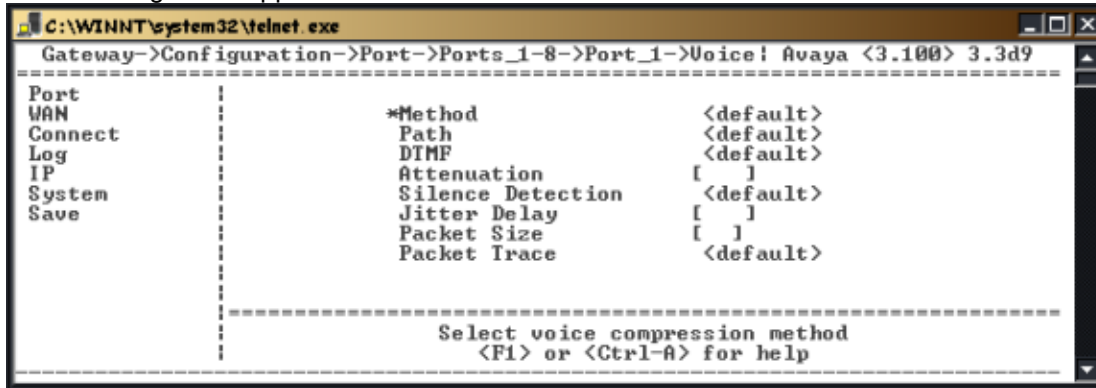 C:\WINNT\system32\telnet.exe
Gateway->Configuration->Port->Ports_1-8->Port_1->Voice¦ Avaya <3.100> 3.3d9
Port
WAN
Connect
Log
IP
System
Save
*Method <default>
Path <default>
DTMF <default>
Attenuation [ ]
Silence Detection <default>
Jitter Delay [ ]
Packet Size [ ]
Packet Trace <default>
Select voice compression method
<F1> or <Ctrl-A> for help